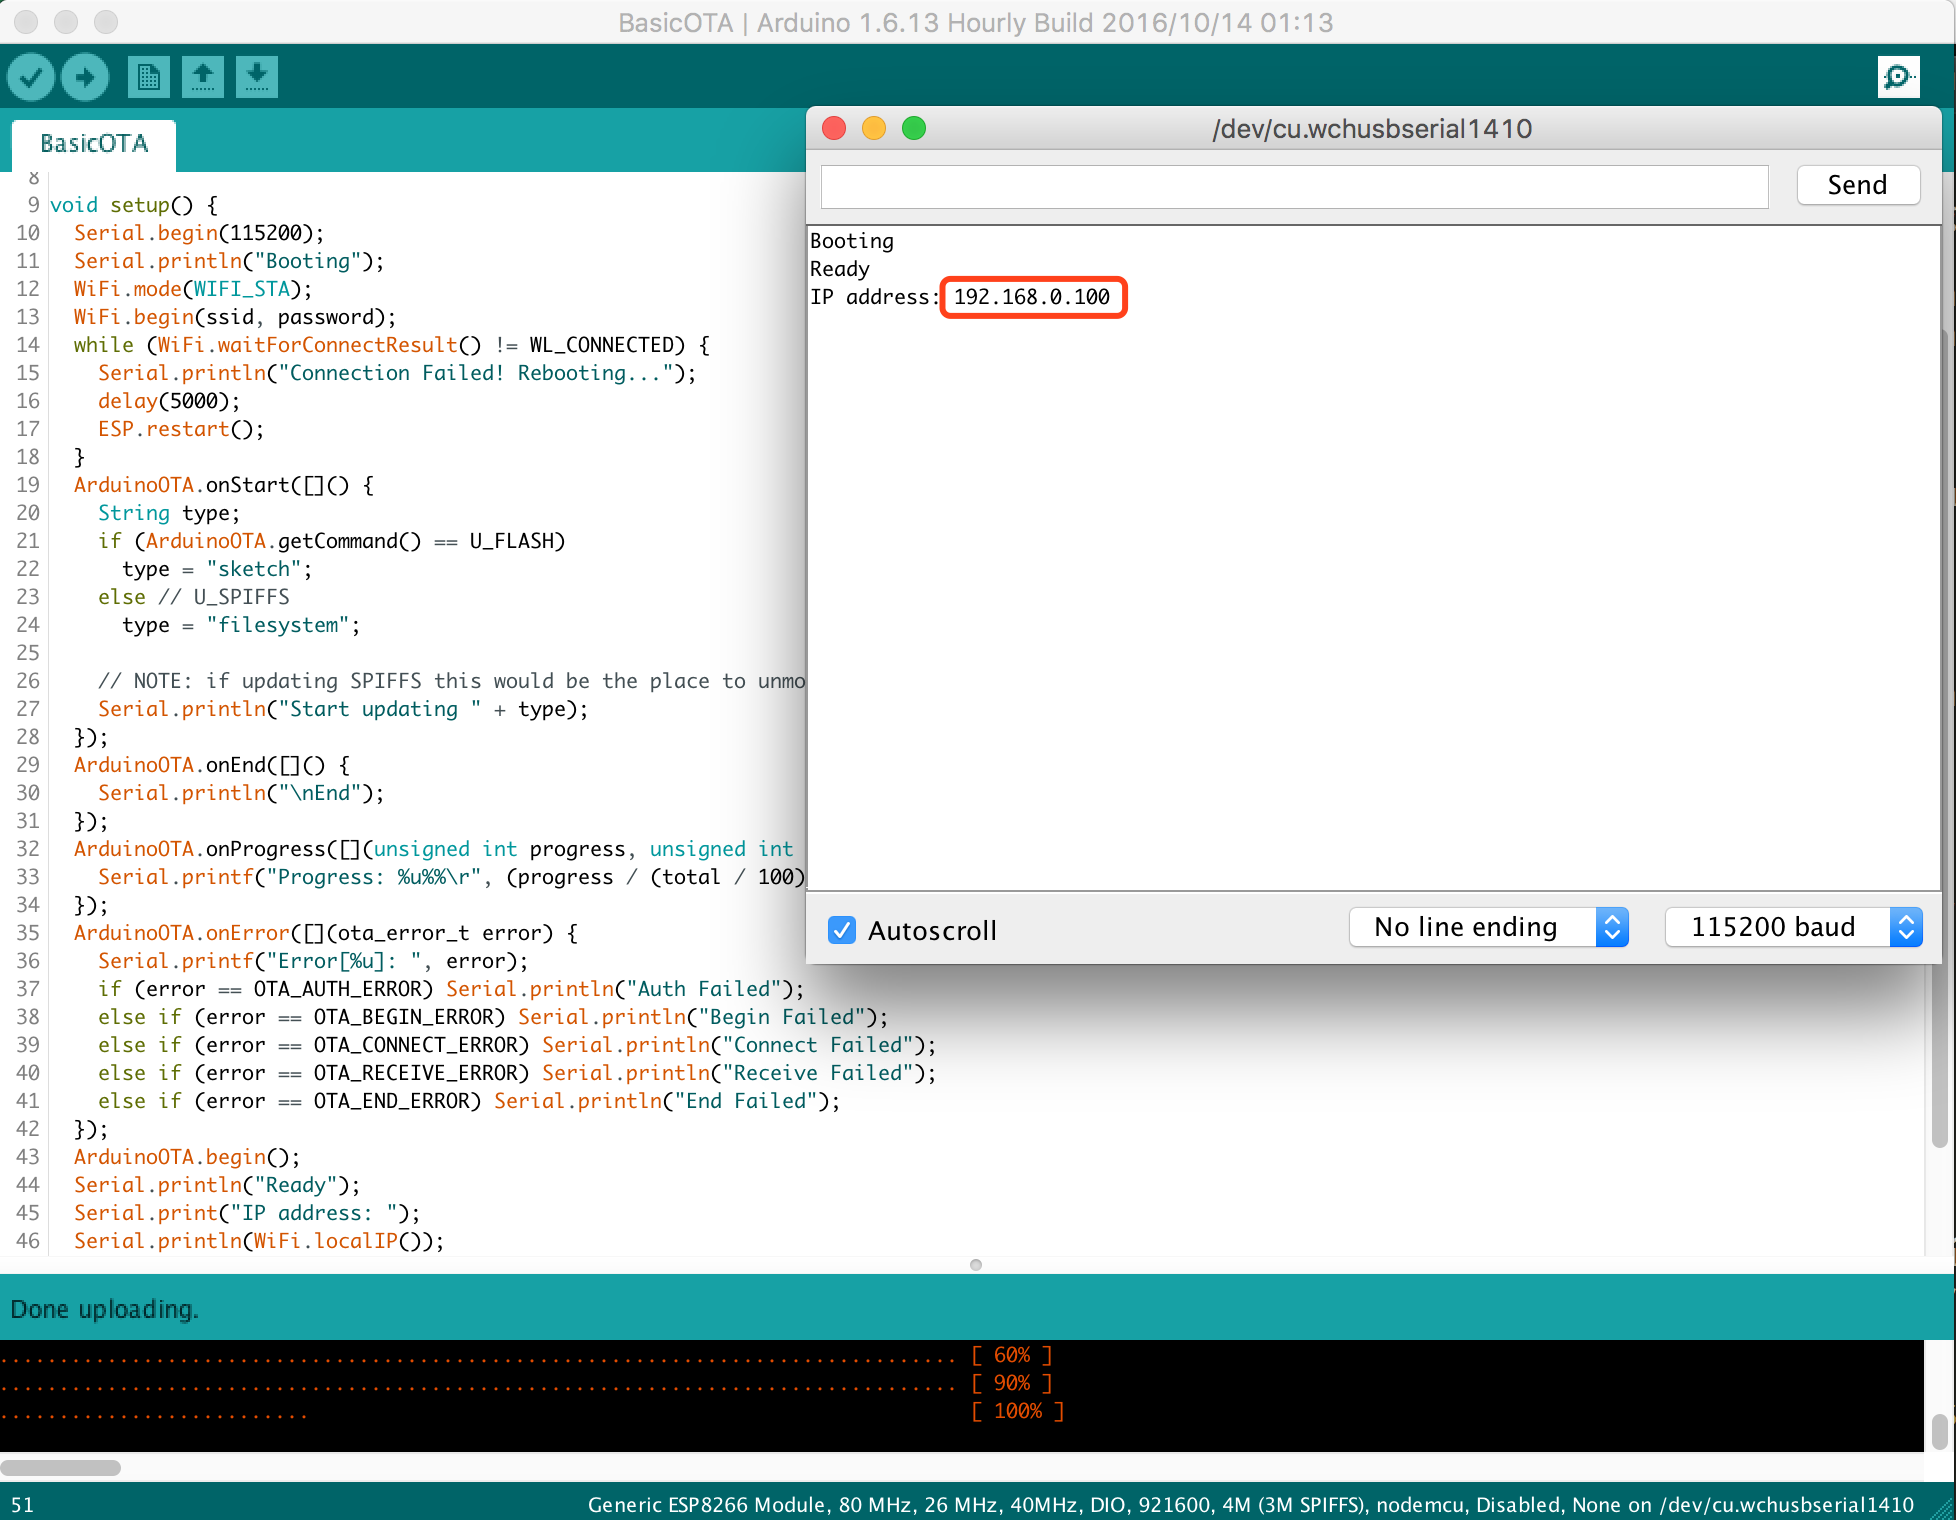 BasicOTA | Arduino 1.6.13 Hourly Build 2016/10/14 01:13
BasicOTA
8
9 void setup() {
10 Serial.begin(115200);
11 Serial.println("Booting");
12 WiFi.mode(WIFI_STA);
13 WiFi.begin(ssid, password);
14 while (WiFi.waitForConnectResult() != WL_CONNECTED) {
15 Serial.println("Connection Failed! Rebooting...");
16 delay(5000);
17 ESP.restart();
18 }
19 ArduinoOTA.onStart([]() {
20 String type;
21 if (ArduinoOTA.getCommand() == U_FLASH)
22 type = "sketch";
23 else // U_SPIFFS
24 type = "filesystem";
25
26 // NOTE: if updating SPIFFS this would be the place to unmo
27 Serial.println("Start updating " + type);
28 });
29 ArduinoOTA.onEnd([]() {
30 Serial.println("\nEnd");
31 });
32 ArduinoOTA.onProgress([](unsigned int progress, unsigned int
33 Serial.printf("Progress: %u%%\r", (progress / (total / 100)
34 });
35 ArduinoOTA.onError([](ota_error_t error) {
36 Serial.printf("Error[%u]: ", error);
37 if (error == OTA_AUTH_ERROR) Serial.println("Auth Failed");
38 else if (error == OTA_BEGIN_ERROR) Serial.println("Begin Failed");
39 else if (error == OTA_CONNECT_ERROR) Serial.println("Connect Failed");
40 else if (error == OTA_RECEIVE_ERROR) Serial.println("Receive Failed");
41 else if (error == OTA_END_ERROR) Serial.println("End Failed");
42 });
43 ArduinoOTA.begin();
44 Serial.println("Ready");
45 Serial.print("IP address: ");
46 Serial.println(WiFi.localIP());
/dev/cu.wchusbserial1410
Send
Booting
Ready
IP address: 192.168.0.100
Autoscroll
No line ending
115200 baud
Done uploading.
................................................................................ [ 60% ]
................................................................................ [ 90% ]
.......................... [ 100% ]
51
Generic ESP8266 Module, 80 MHz, 26 MHz, 40MHz, DIO, 921600, 4M (3M SPIFFS), nodemcu, Disabled, None on /dev/cu.wchusbserial1410